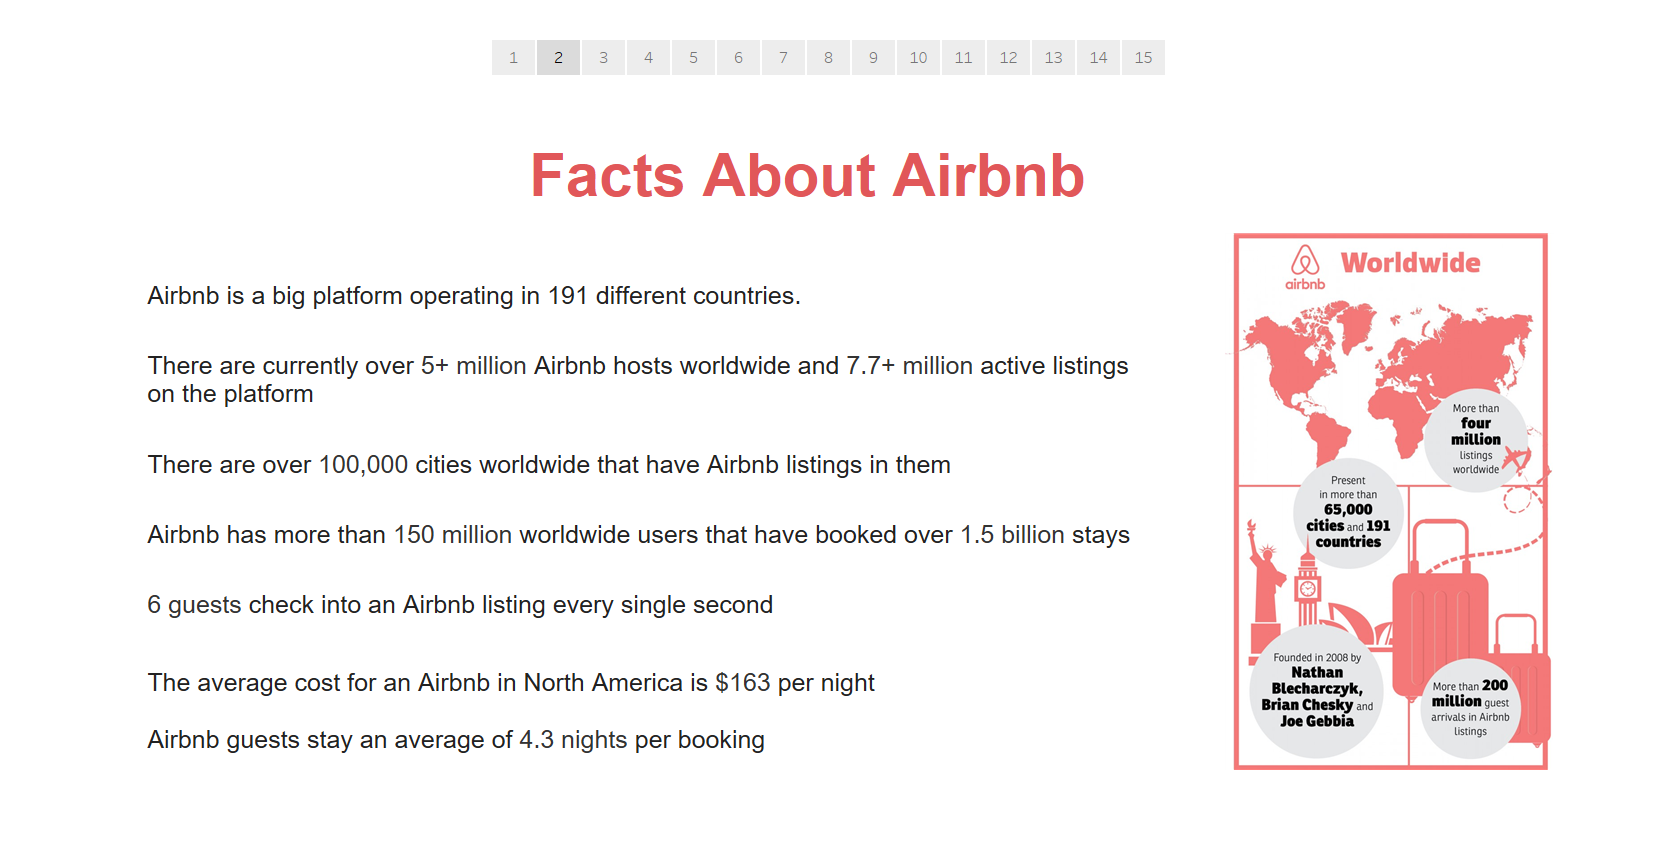 1 2 3 4 5 6 7 8 9 10 11 12 13 14 15
Facts About Airbnb
Airbnb is a big platform operating in 191 different countries.
There are currently over 5+ million Airbnb hosts worldwide and 7.7+ million active listings
on the platform
There are over 100,000 cities worldwide that have Airbnb listings in them
Airbnb has more than 150 million worldwide users that have booked over 1.5 billion stays
6 guests check into an Airbnb listing every single second
The average cost for an Airbnb in North America is $163 per night
Airbnb guests stay an average of 4.3 nights per booking
airbnb
Worldwide
More than
four
million
listings
worldwide
Present
in more than
65,000
cities and 191
countries
Founded in 2008 by
Nathan
Blecharczyk,
Brian Chesky and
Joe Gebbia
More than 200
million guest
arrivals in Airbnb
listings